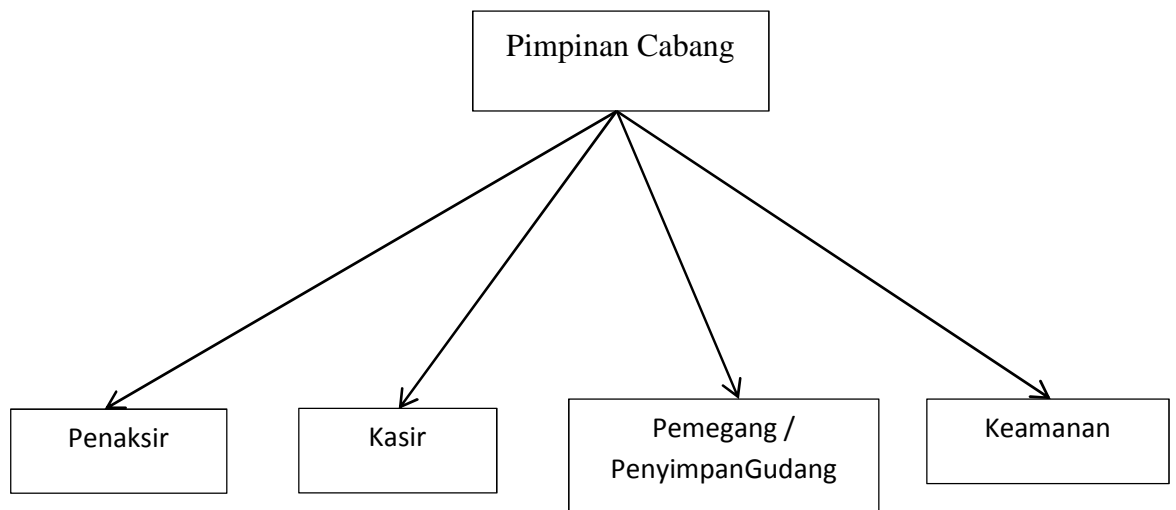 Pimpinan Cabang
Penaksir
Kasir
Pemegang /
PenyimpanGudang
Keamanan